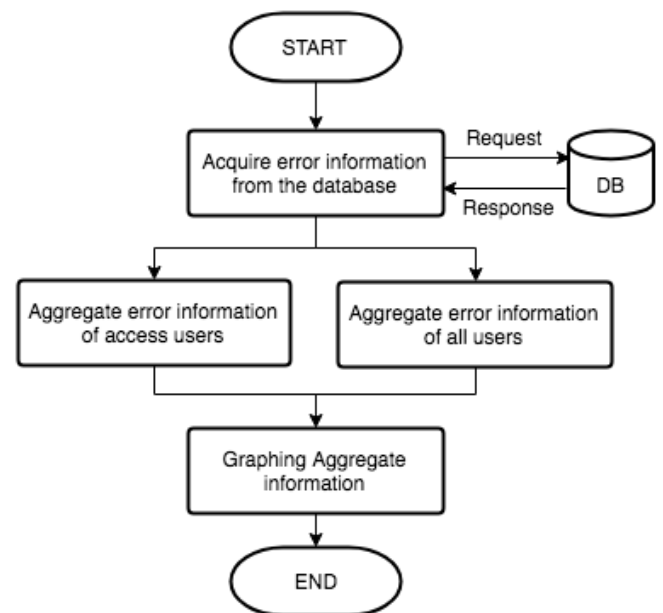 START
Acquire error information
from the database
Request
Response
DB
Aggregate error information
of access users
Aggregate error information
of all users
Graphing Aggregate
information
END